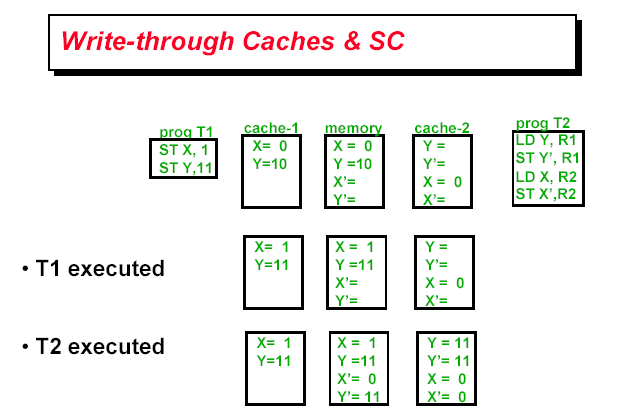 Write-through Caches & SC
prog T1 cache-1 memory cache-2 prog T2
ST X, 1 X= 0 X = 0 Y = LD Y, R1
ST Y,11 Y=10 Y =10 Y'= ST Y', R1
X'= X = 0 LD X, R2
Y'= X'= ST X',R2
X= 1 X = 1 Y =
• T1 executed Y=11 Y =11 Y'=
X'= X = 0
Y'= X'=
• T2 executed X= 1 X = 1 Y = 11
Y=11 Y =11 Y'= 11
X'= 0 X = 0
Y'= 11 X'= 0